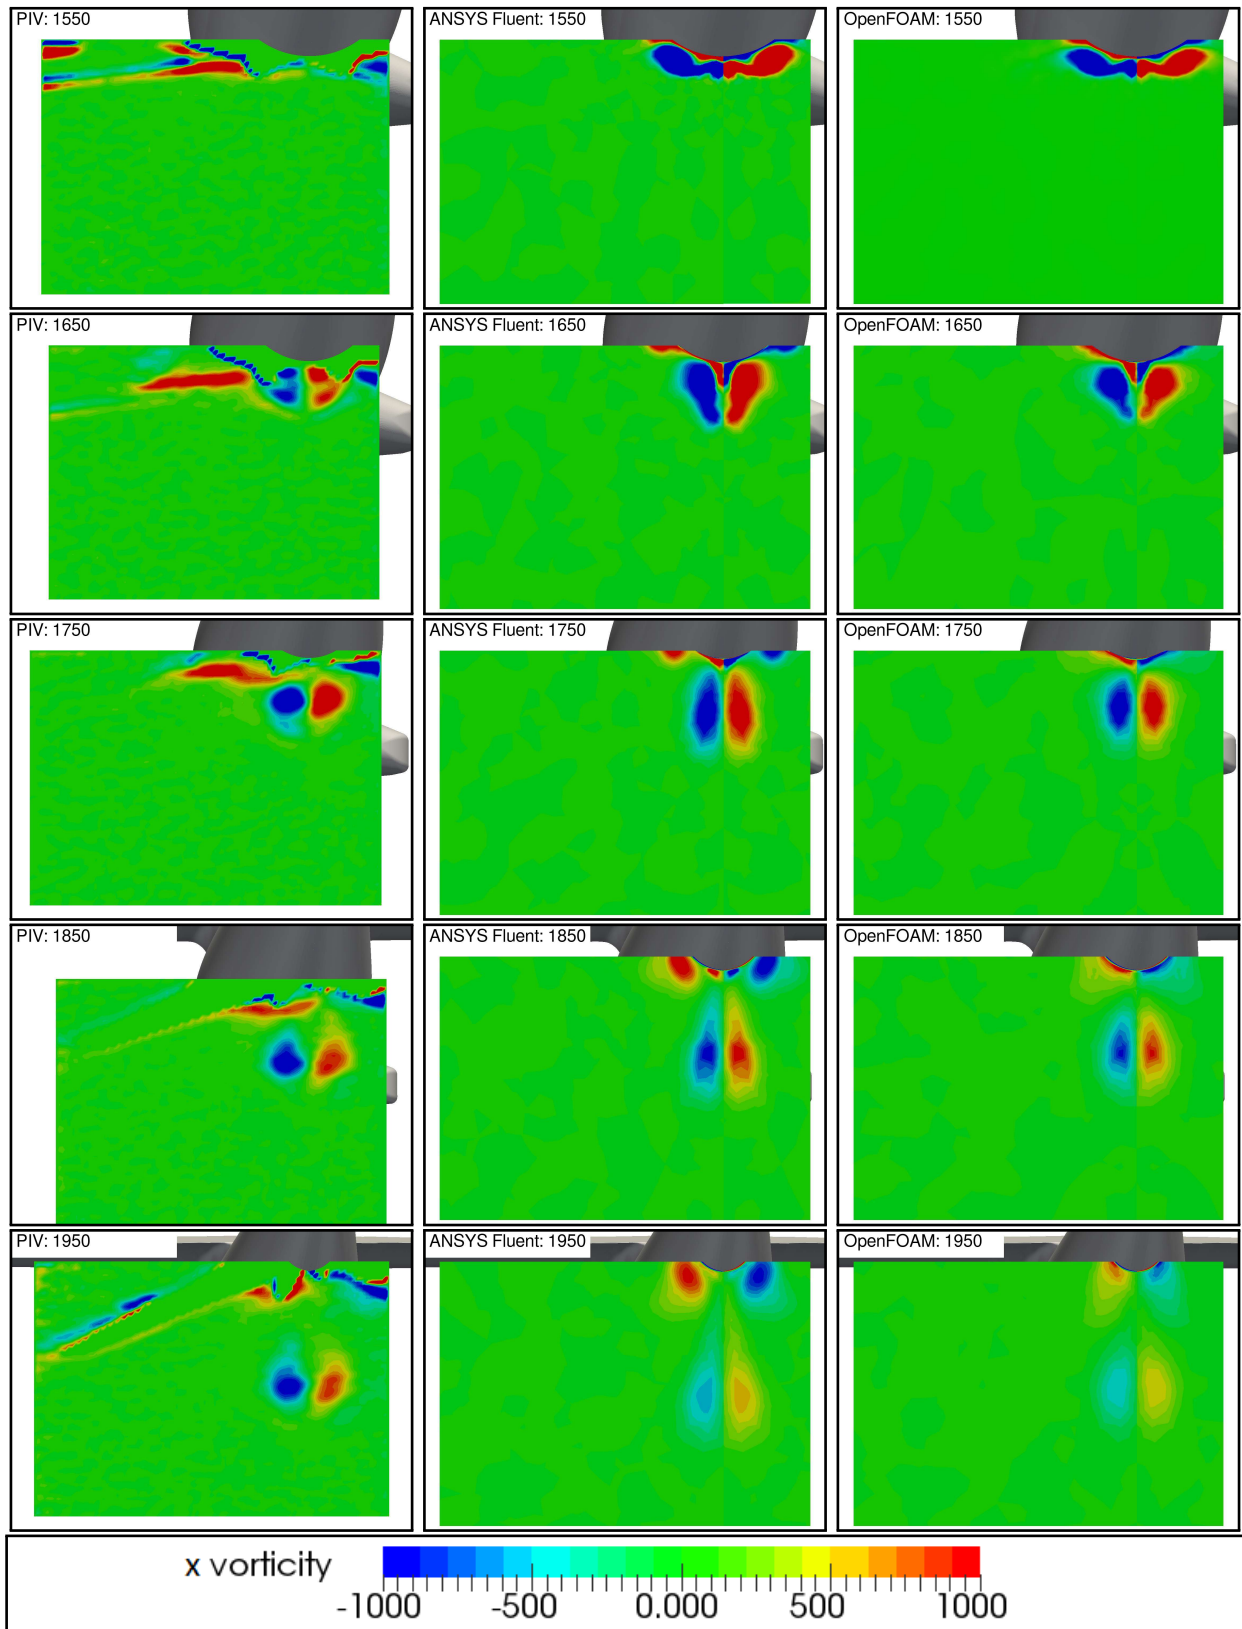 PIV: 1550
ANSYS Fluent: 1550
OpenFOAM: 1550
PIV: 1650
ANSYS Fluent: 1650
OpenFOAM: 1650
PIV: 1750
ANSYS Fluent: 1750
OpenFOAM: 1750
PIV: 1850
ANSYS Fluent: 1850
OpenFOAM: 1850
PIV: 1950
ANSYS Fluent: 1950
OpenFOAM: 1950
x vorticity
-1000 -500 0.000 500 1000